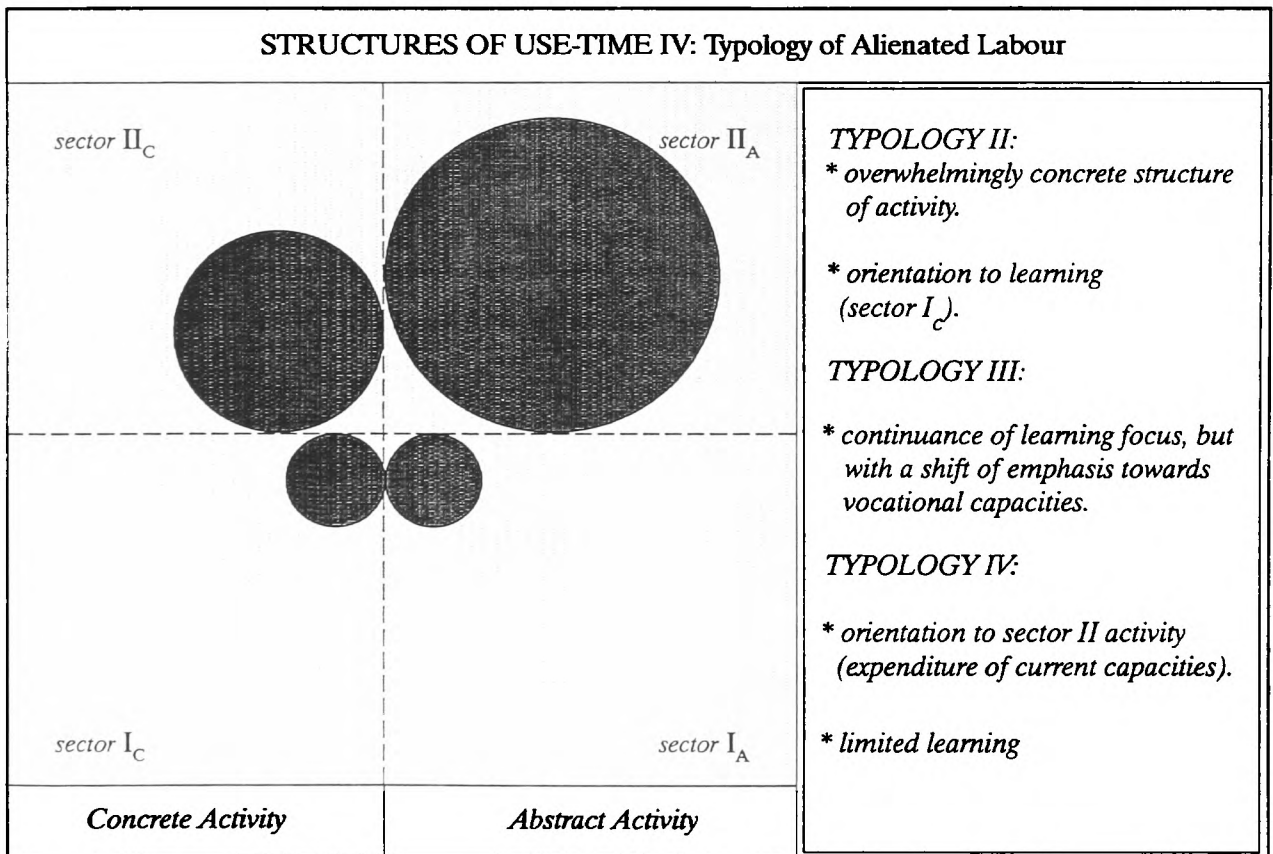 STRUCTURES OF USE-TIME IV: Typology of Alienated Labour
sector II_C
sector II_A
sector I_C
sector I_A
Concrete Activity
Abstract Activity
TYPOLOGY II:
* overwhelmingly concrete structure
of activity.
* orientation to learning
(sector I_c).
TYPOLOGY III:
* continuance of learning focus, but
with a shift of emphasis towards
vocational capacities.
TYPOLOGY IV:
* orientation to sector II activity
(expenditure of current capacities).
* limited learning